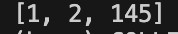 [1, 2, 145]